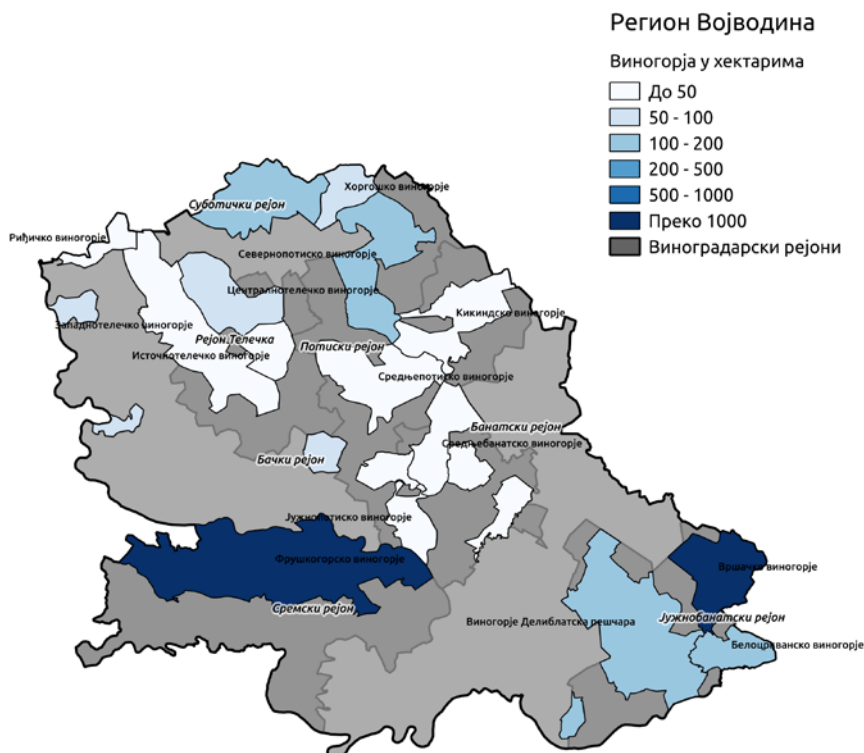 Регион Војводина
Виногорја у хектарима
До 50
50 - 100
100 - 200
200 - 500
500 - 1000
Преко 1000
Виноградарски рејони
Хоргошко виногорје
Суботички рејон
Риђичко виногорје
Севернопотиско виногорје
Централнотелечко виногорје
Кикиндско виногорје
Западнотелечко виногорје
Рејон Телечка
Потиски рејон
Источнотелечко виногорје
Средњепотиско виногорје
Банатски рејон
Средњебанатско виногорје
Бачки рејон
Јужнопотиско виногорје
Фрушкогорско виногорје
Вршачко виногорје
Сремски рејон
Виногорје Делиблатска пешчара
Јужнобанатски рејон
Белоцркванско виногорје